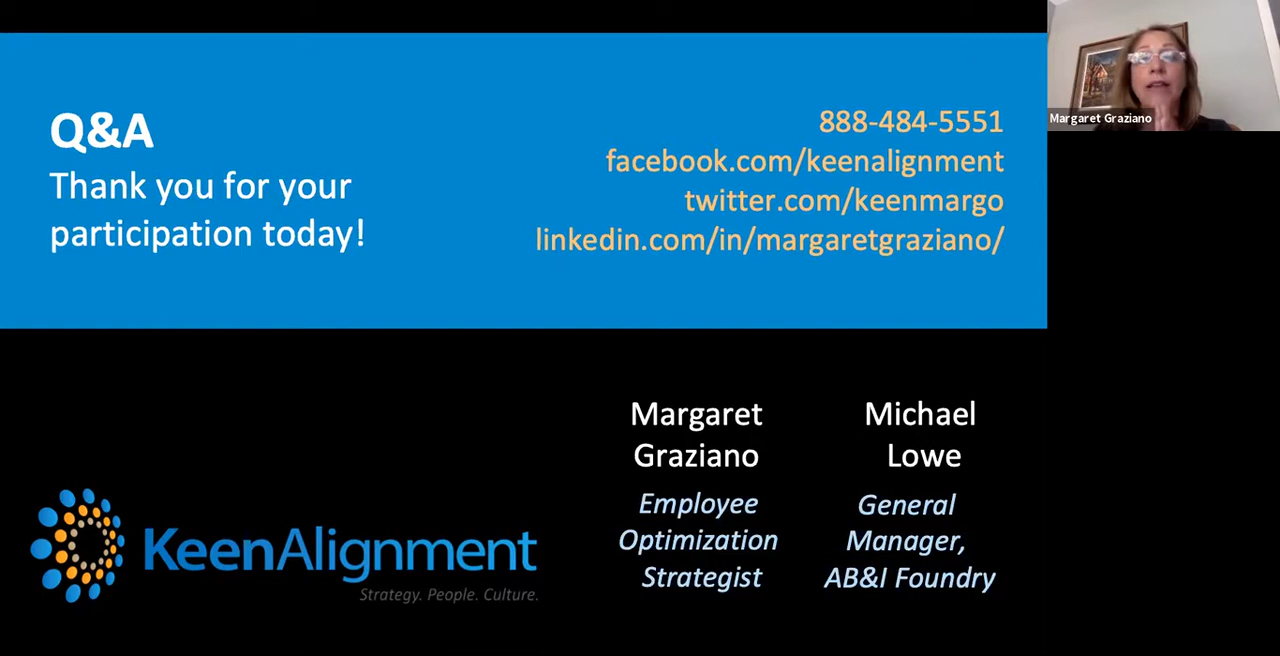 Q&A
Thank you for your
participation today!
888-484-5551
facebook.com/keenalignment
twitter.com/keenmargo
linkedin.com/in/margaretgraziano/
Margaret Graziano
Margaret
Graziano
Employee
Optimization
Strategist
Michael
Lowe
General
Manager,
AB&I Foundry
KeenAlignment
Strategy. People. Culture.